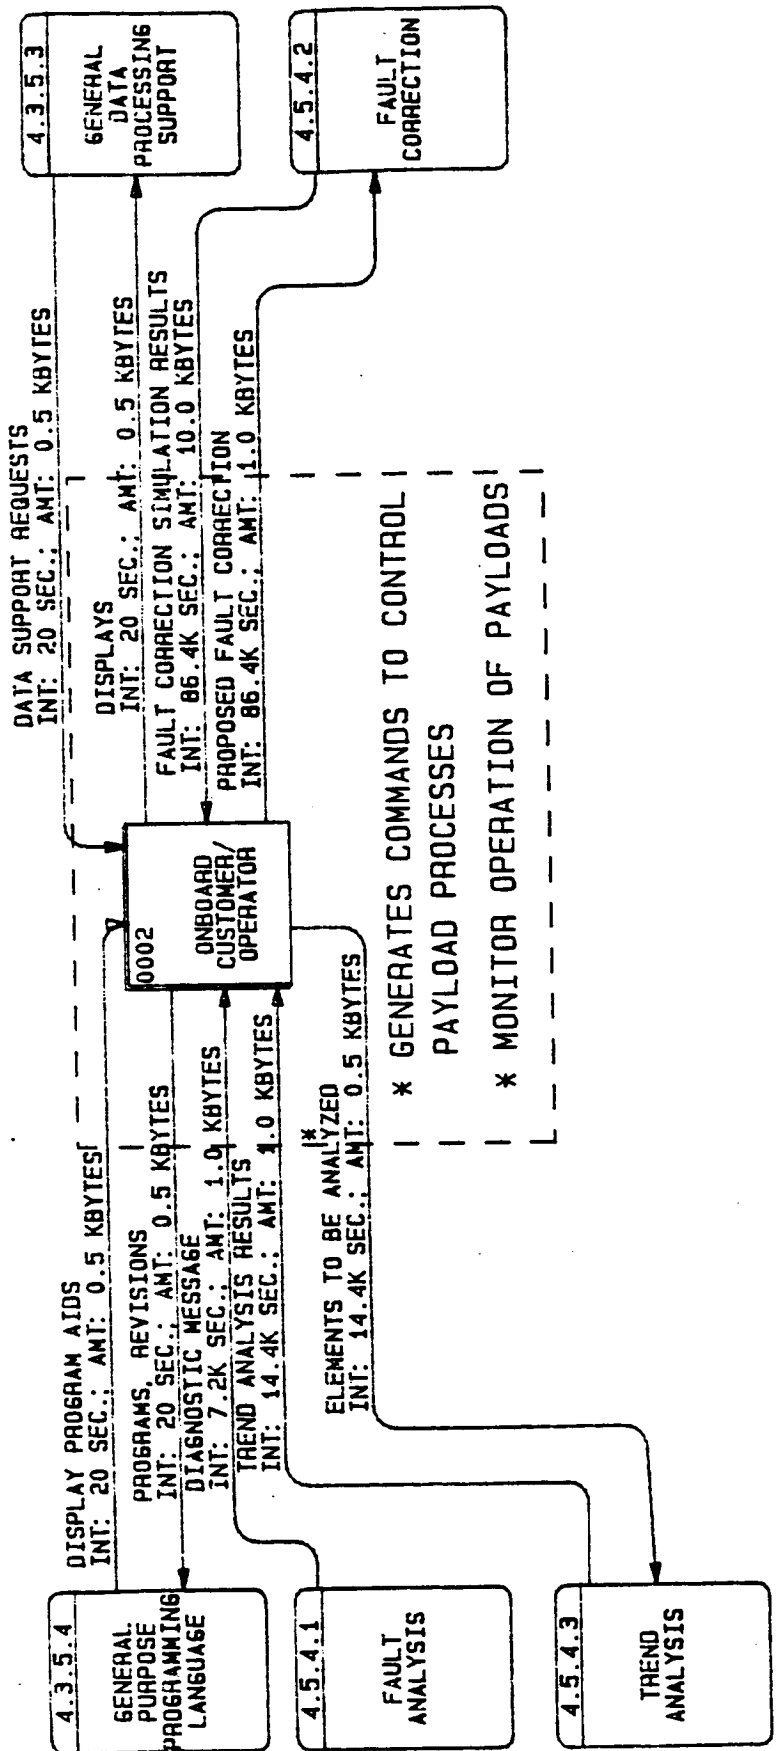 4.3.5.4
GENERAL
PURPOSE
PROGRAMMING
LANGUAGE
4.5.4.1
FAULT
ANALYSIS
4.5.4.3
TREND
ANALYSIS
DISPLAY PROGRAM AIDS
INT: 20 SEC.; AMT: 0.5 KBYTES
PROGRAMS, REVISIONS
INT: 20 SEC.; AMT: 0.5 KBYTES
DIAGNOSTIC MESSAGE
INT: 7.2K SEC.; AMT: 1.0 KBYTES
TREND ANALYSIS RESULTS
INT: 14.4K SEC.; AMT: 1.0 KBYTES
*
ELEMENTS TO BE ANALYZED
INT: 14.4K SEC.; AMT: 0.5 KBYTES
0002
ONBOARD
CUSTOMER/
OPERATOR
DATA SUPPORT REQUESTS
INT: 20 SEC.; AMT: 0.5 KBYTES
DISPLAYS
INT: 20 SEC.; AMT: 0.5 KBYTES
FAULT CORRECTION SIMULATION RESULTS
INT: 86.4K SEC.; AMT: 10.0 KBYTES
PROPOSED FAULT CORRECTION
INT: 86.4K SEC.; AMT: 1.0 KBYTES
* GENERATES COMMANDS TO CONTROL
PAYLOAD PROCESSES
* MONITOR OPERATION OF PAYLOADS
4.3.5.3
GENERAL
DATA
PROCESSING
SUPPORT
4.5.4.2
FAULT
CORRECTION